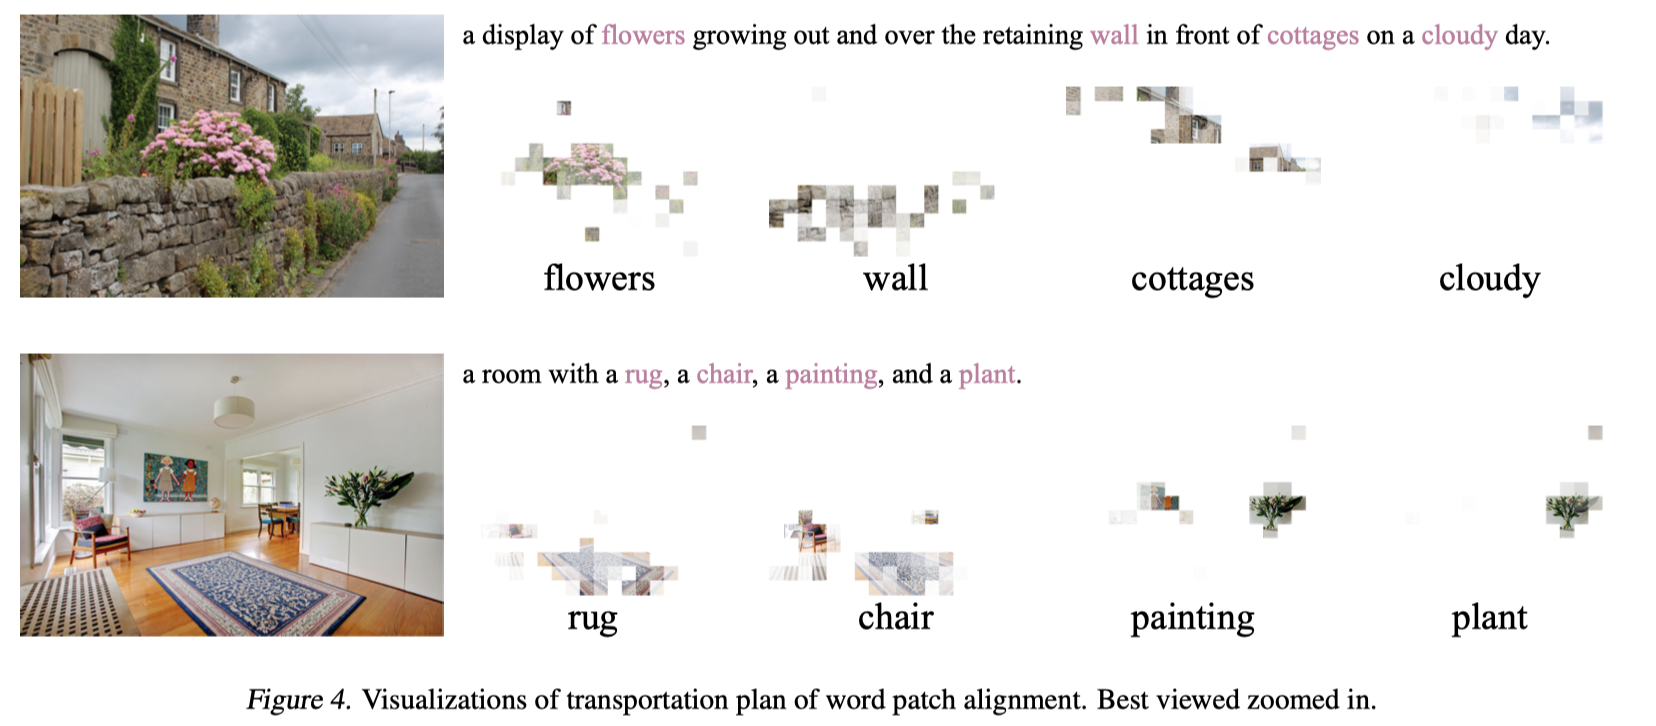 a display of flowers growing out and over the retaining wall in front of cottages on a cloudy day.
flowers
wall
cottages
cloudy
a room with a rug, a chair, a painting, and a plant.
rug
chair
painting
plant
Figure 4. Visualizations of transportation plan of word patch alignment. Best viewed zoomed in.